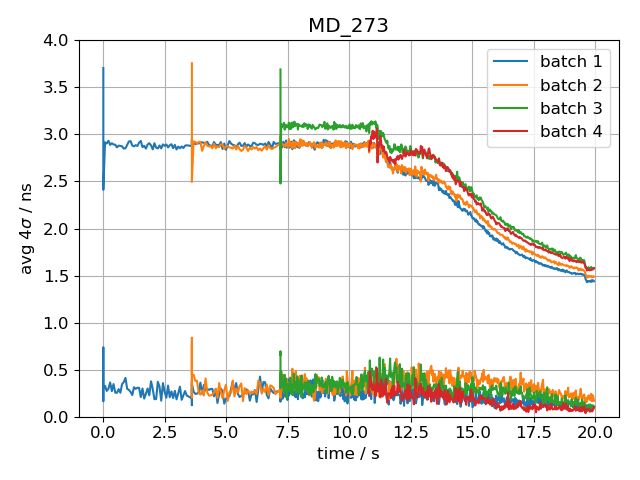 MD_273
avg 4σ / ns
4.0
3.5
3.0
2.5
2.0
1.5
1.0
0.5
0.0
batch 1
batch 2
batch 3
batch 4
0.0 2.5 5.0 7.5 10.0 12.5 15.0 17.5 20.0
time / s